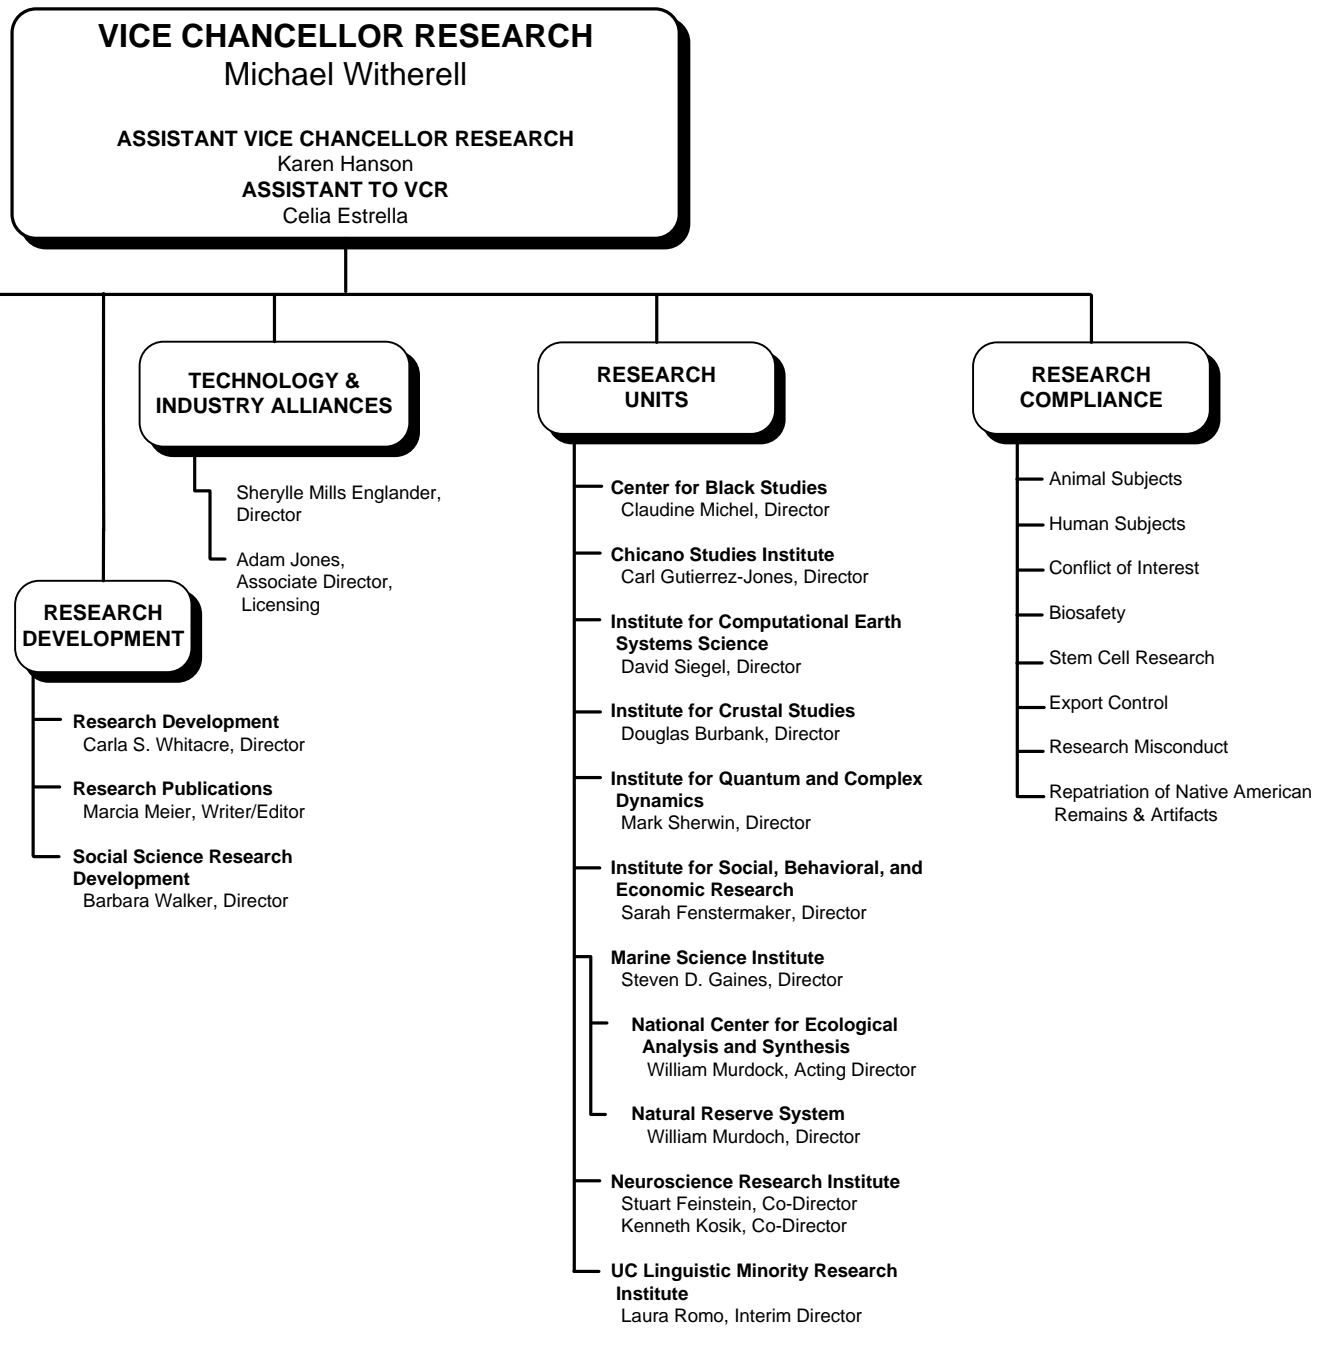 VICE CHANCELLOR RESEARCH
Michael Witherell
ASSISTANT VICE CHANCELLOR RESEARCH
Karen Hanson
ASSISTANT TO VCR
Celia Estrella
TECHNOLOGY &
INDUSTRY ALLIANCES
Sherylle Mills Englander,
Director
Adam Jones,
Associate Director,
Licensing
RESEARCH
DEVELOPMENT
Research Development
Carla S. Whitacre, Director
Research Publications
Marcia Meier, Writer/Editor
Social Science Research
Development
Barbara Walker, Director
RESEARCH
UNITS
Center for Black Studies
Claudine Michel, Director
Chicano Studies Institute
Carl Gutierrez-Jones, Director
Institute for Computational Earth
Systems Science
David Siegel, Director
Institute for Crustal Studies
Douglas Burbank, Director
Institute for Quantum and Complex
Dynamics
Mark Sherwin, Director
Institute for Social, Behavioral, and
Economic Research
Sarah Fenstermaker, Director
Marine Science Institute
Steven D. Gaines, Director
National Center for Ecological
Analysis and Synthesis
William Murdock, Acting Director
Natural Reserve System
William Murdoch, Director
Neuroscience Research Institute
Stuart Feinstein, Co-Director
Kenneth Kosik, Co-Director
UC Linguistic Minority Research
Institute
Laura Romo, Interim Director
RESEARCH
COMPLIANCE
Animal Subjects
Human Subjects
Conflict of Interest
Biosafety
Stem Cell Research
Export Control
Research Misconduct
Repatriation of Native American
Remains & Artifacts